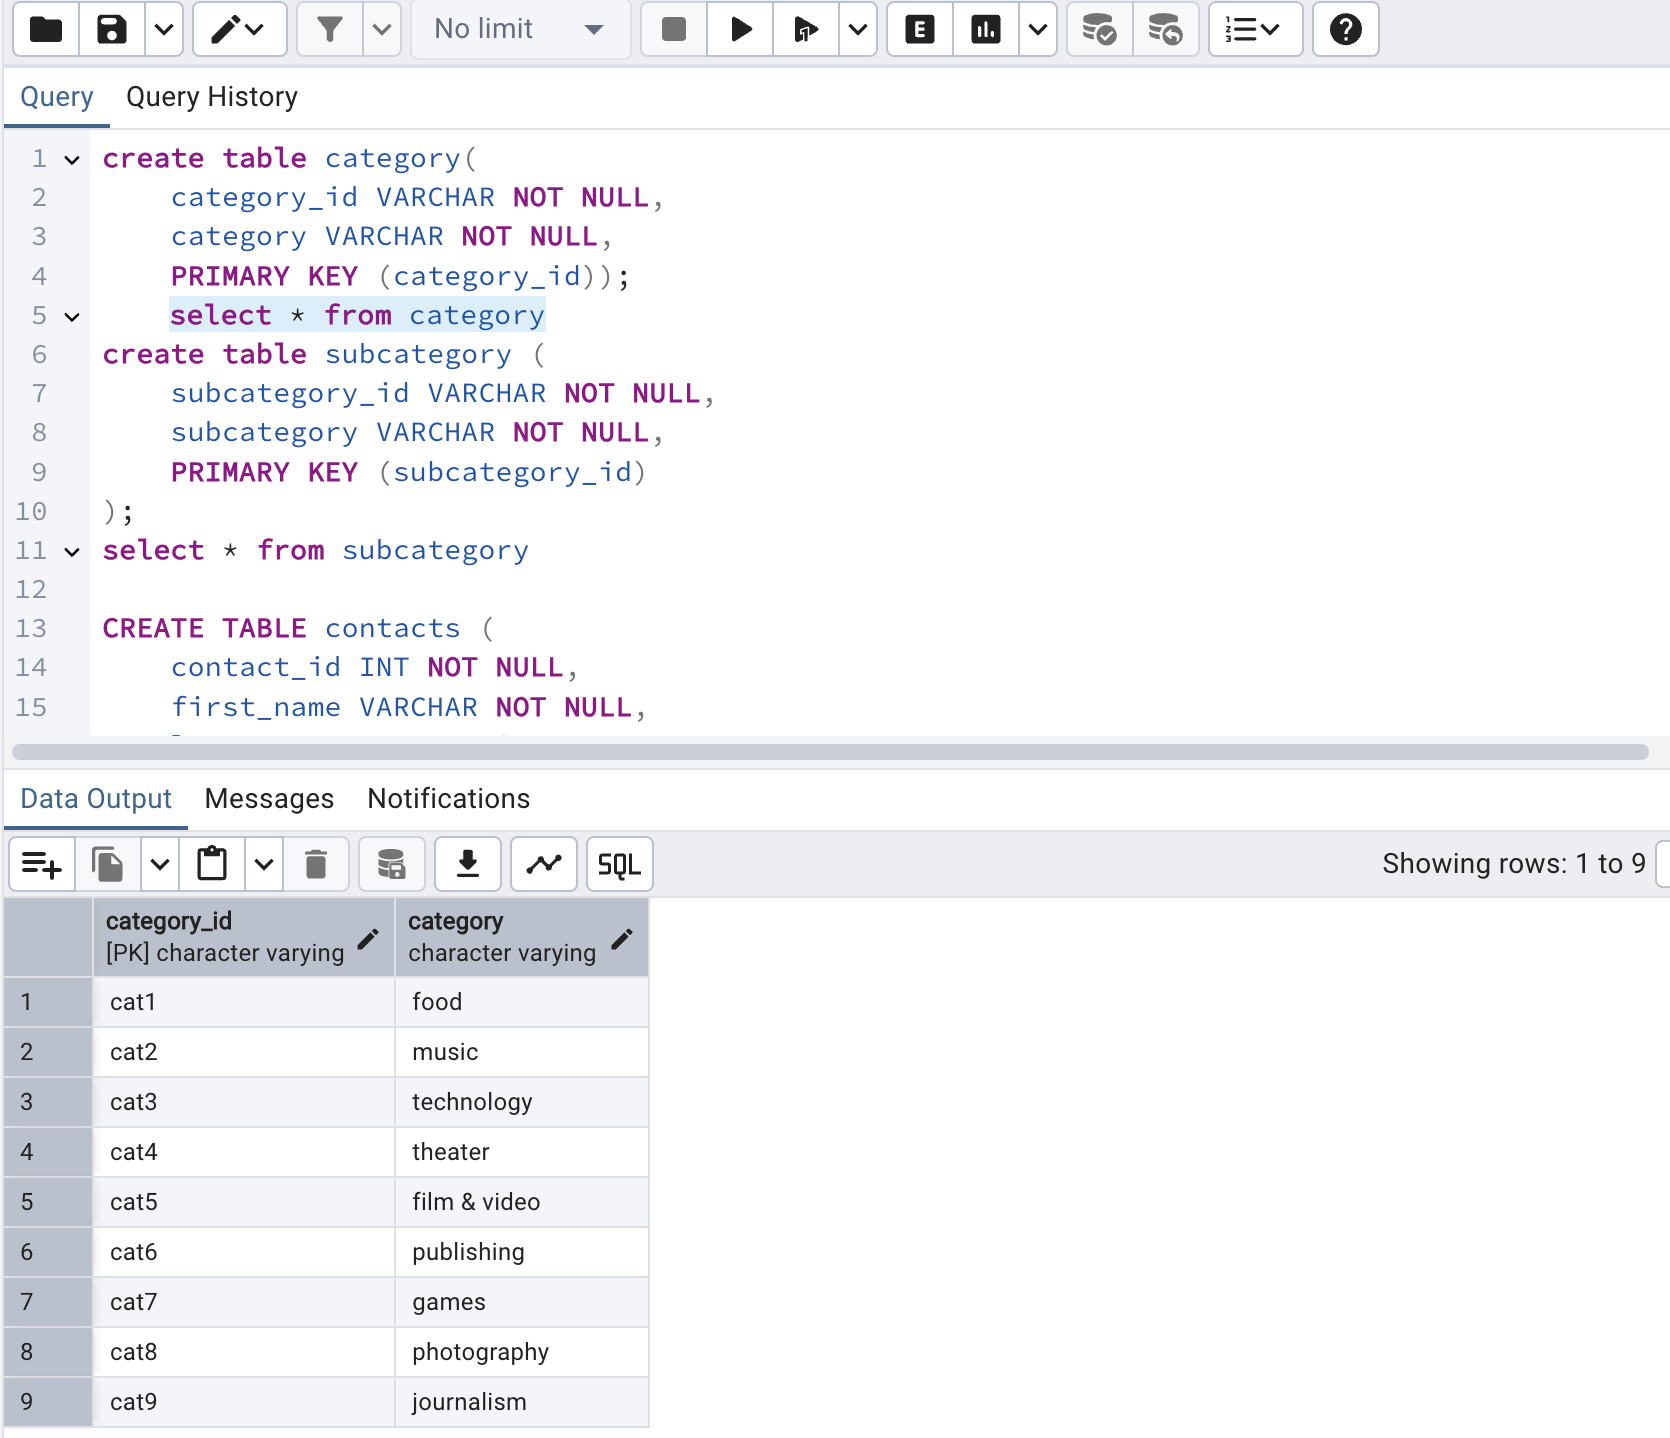 No limit
E
Query Query History
1 create table category(
2 category_id VARCHAR NOT NULL,
3 category VARCHAR NOT NULL,
4 PRIMARY KEY (category_id));
5 select * from category
6 create table subcategory (
7 subcategory_id VARCHAR NOT NULL,
8 subcategory VARCHAR NOT NULL,
9 PRIMARY KEY (subcategory_id)
10 );
11 select * from subcategory
12
13 CREATE TABLE contacts (
14 contact_id INT NOT NULL,
15 first_name VARCHAR NOT NULL,
Data Output Messages Notifications
SQL Showing rows: 1 to 9
category_id category
[PK] character varying character varying
1 cat1 food
2 cat2 music
3 cat3 technology
4 cat4 theater
5 cat5 film & video
6 cat6 publishing
7 cat7 games
8 cat8 photography
9 cat9 journalism